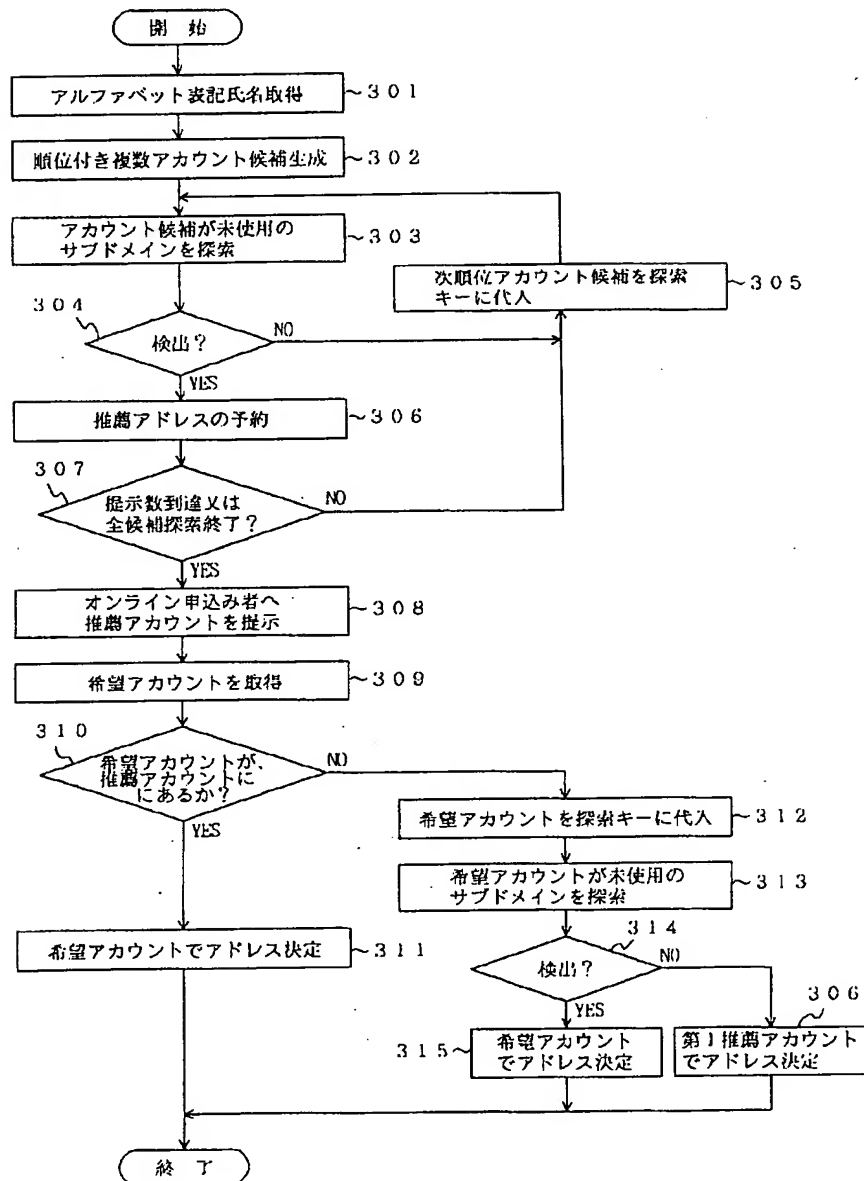 開始
アルファベット表記氏名取得
~301
順位付き複数アカウント候補生成
~302
アカウント候補が未使用の
サブドメインを探索
~303
次順位アカウント候補を探索
キーに代入
~305
304
検出?
NO
YES
推薦アドレスの予約
~306
307
提示数到達又は
全候補探索終了?
NO
YES
オンライン申込み者へ
推薦アカウントを提示
~308
希望アカウントを取得
~309
310
希望アカウントが、
推薦アカウントに
にあるか?
NO
YES
希望アカウントを探索キーに代入
~312
希望アカウントが未使用の
サブドメインを探索
~313
希望アカウントでアドレス決定
~311
314
検出?
NO
YES
306
315~
希望アカウント
でアドレス決定
第1推薦アカウント
でアドレス決定
終了